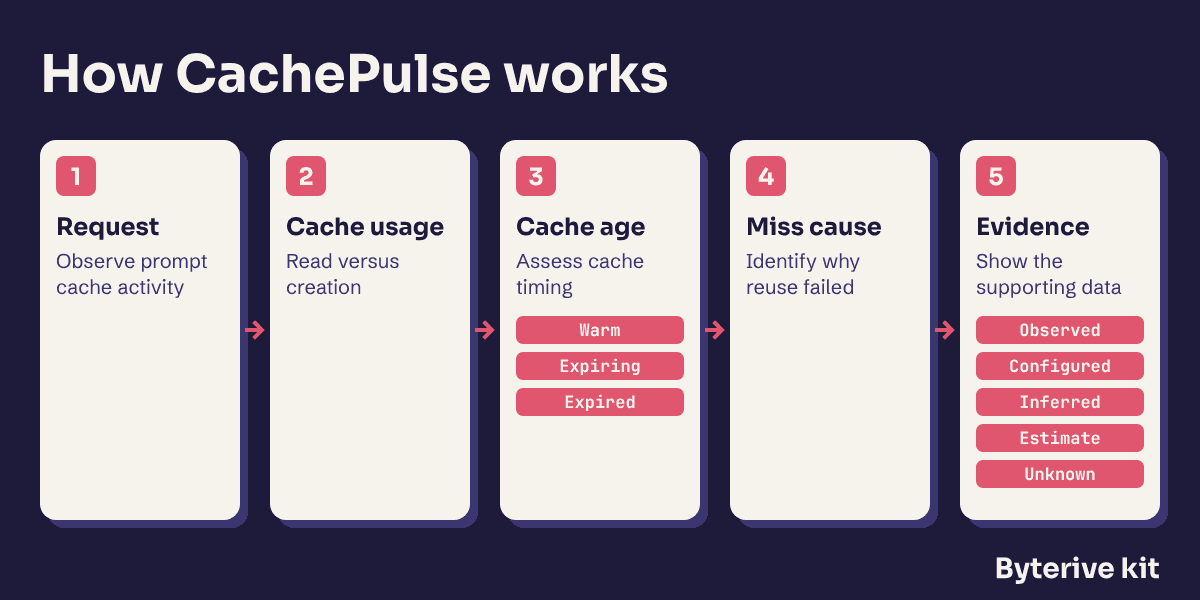 How CachePulse works
1
Request
Observe prompt
cache activity
2
Cache usage
Read versus
creation
3
Cache age
Assess cache
timing
Warm
Expiring
Expired
4
Miss cause
Identify why
reuse failed
5
Evidence
Show the
supporting data
Observed
Configured
Inferred
Estimate
Unknown
Byterive kit